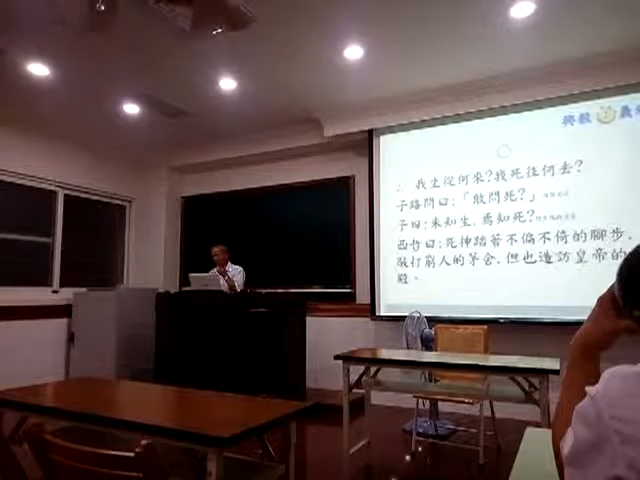 我生從何來?我死往何去?
子路問曰:「敢問死?」
子曰:未知生,焉知死?
西哲曰:死神踏著不偏不倚的腳步,
敲打窮人的茅舍,但也造訪皇帝的
殿。